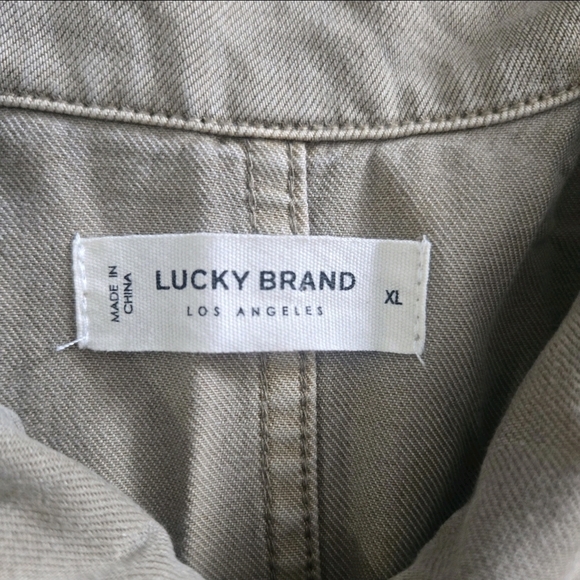 MADE IN
CHINA
LUCKY BRAND
LOS ANGELES
XL